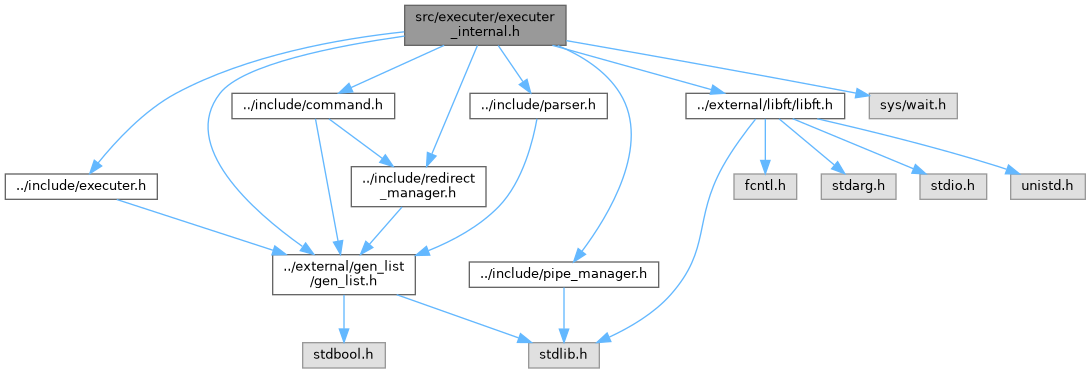 src/executer/executer
_internal.h
../include/command.h
../include/parser.h
../external/libft/libft.h
sys/wait.h
../include/executer.h
../include/redirect
_manager.h
fcntl.h
stdarg.h
stdio.h
unistd.h
../external/gen_list
/gen_list.h
../include/pipe_manager.h
stdbool.h
stdlib.h